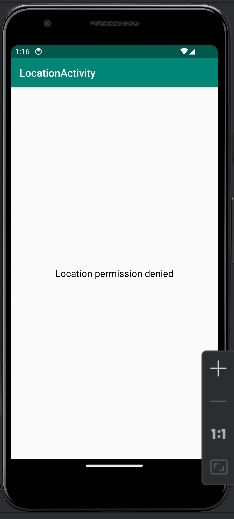 1:16
LocationActivity
Location permission denied
1:1